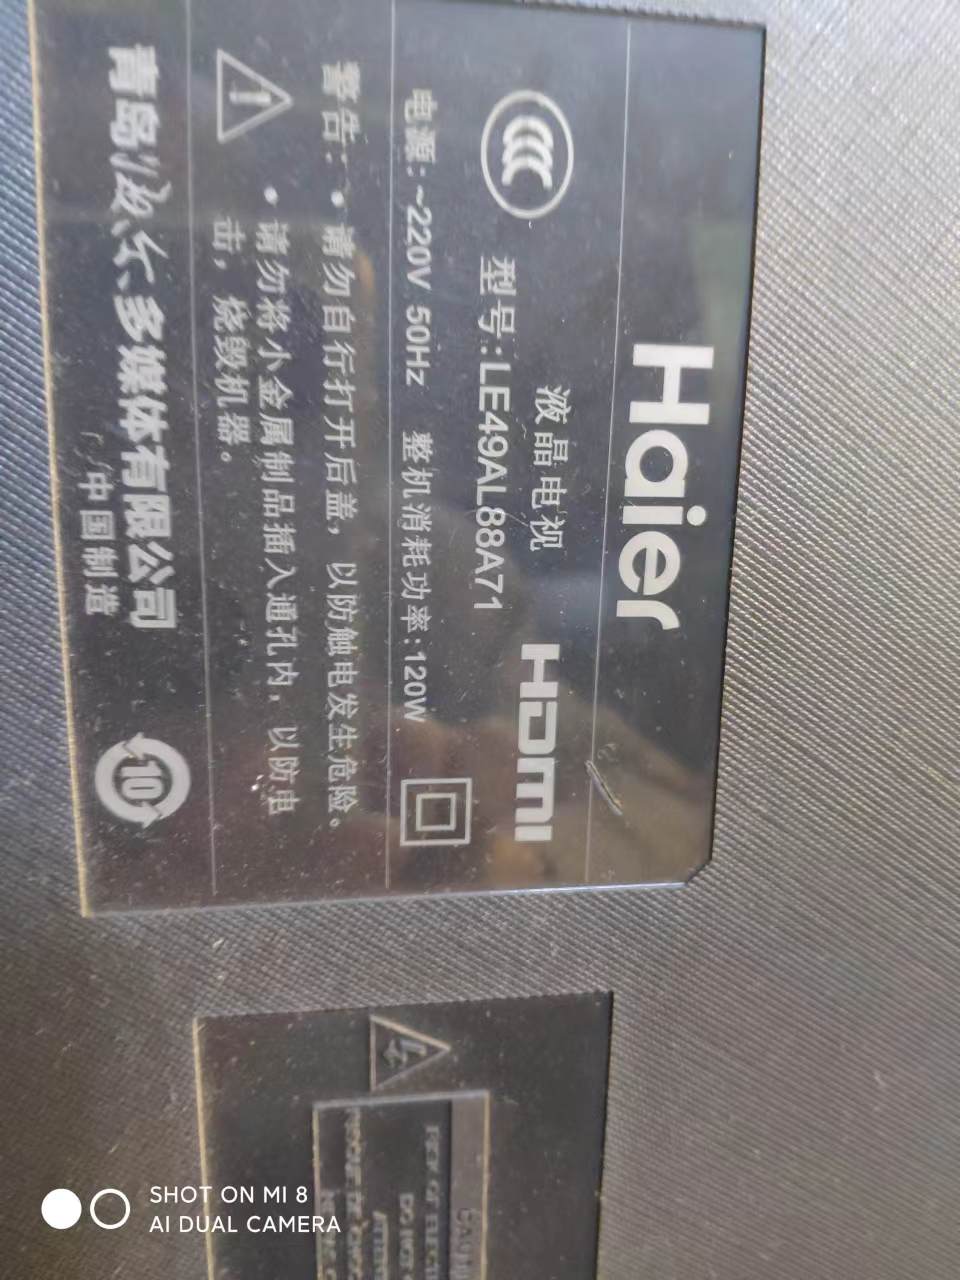 Haier
液晶电视
型号:LE49AL88A71
HDMI
电源:~220V 50Hz 整机消耗功率:120W
警告:• 请勿自行打开后盖，以防触电发生危险。
• 请勿将小金属制品插入通孔内，以防电
击，烧毁机器。
青岛海尔多媒体有限公司
中国制造
10
SHOT ON MI 8
AI DUAL CAMERA